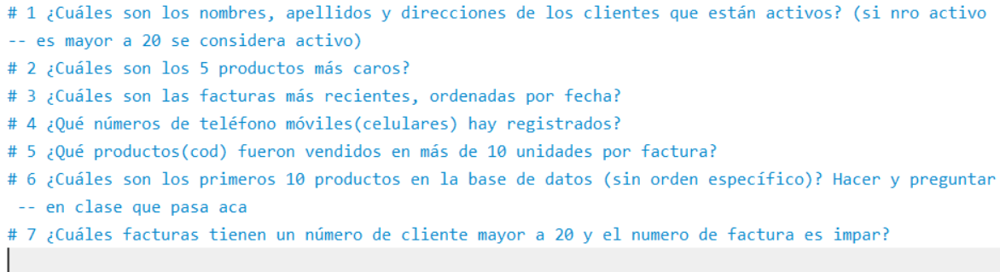 # 1 ¿Cuáles son los nombres, apellidos y direcciones de los clientes que están activos? (si nro activo
-- es mayor a 20 se considera activo)
# 2 ¿Cuáles son los 5 productos más caros?
# 3 ¿Cuáles son las facturas más recientes, ordenadas por fecha?
# 4 ¿Qué números de teléfono móviles(celulares) hay registrados?
# 5 ¿Qué productos(cod) fueron vendidos en más de 10 unidades por factura?
# 6 ¿Cuáles son los primeros 10 productos en la base de datos (sin orden específico)? Hacer y preguntar
-- en clase que pasa aca
# 7 ¿Cuáles facturas tienen un número de cliente mayor a 20 y el numero de factura es impar?